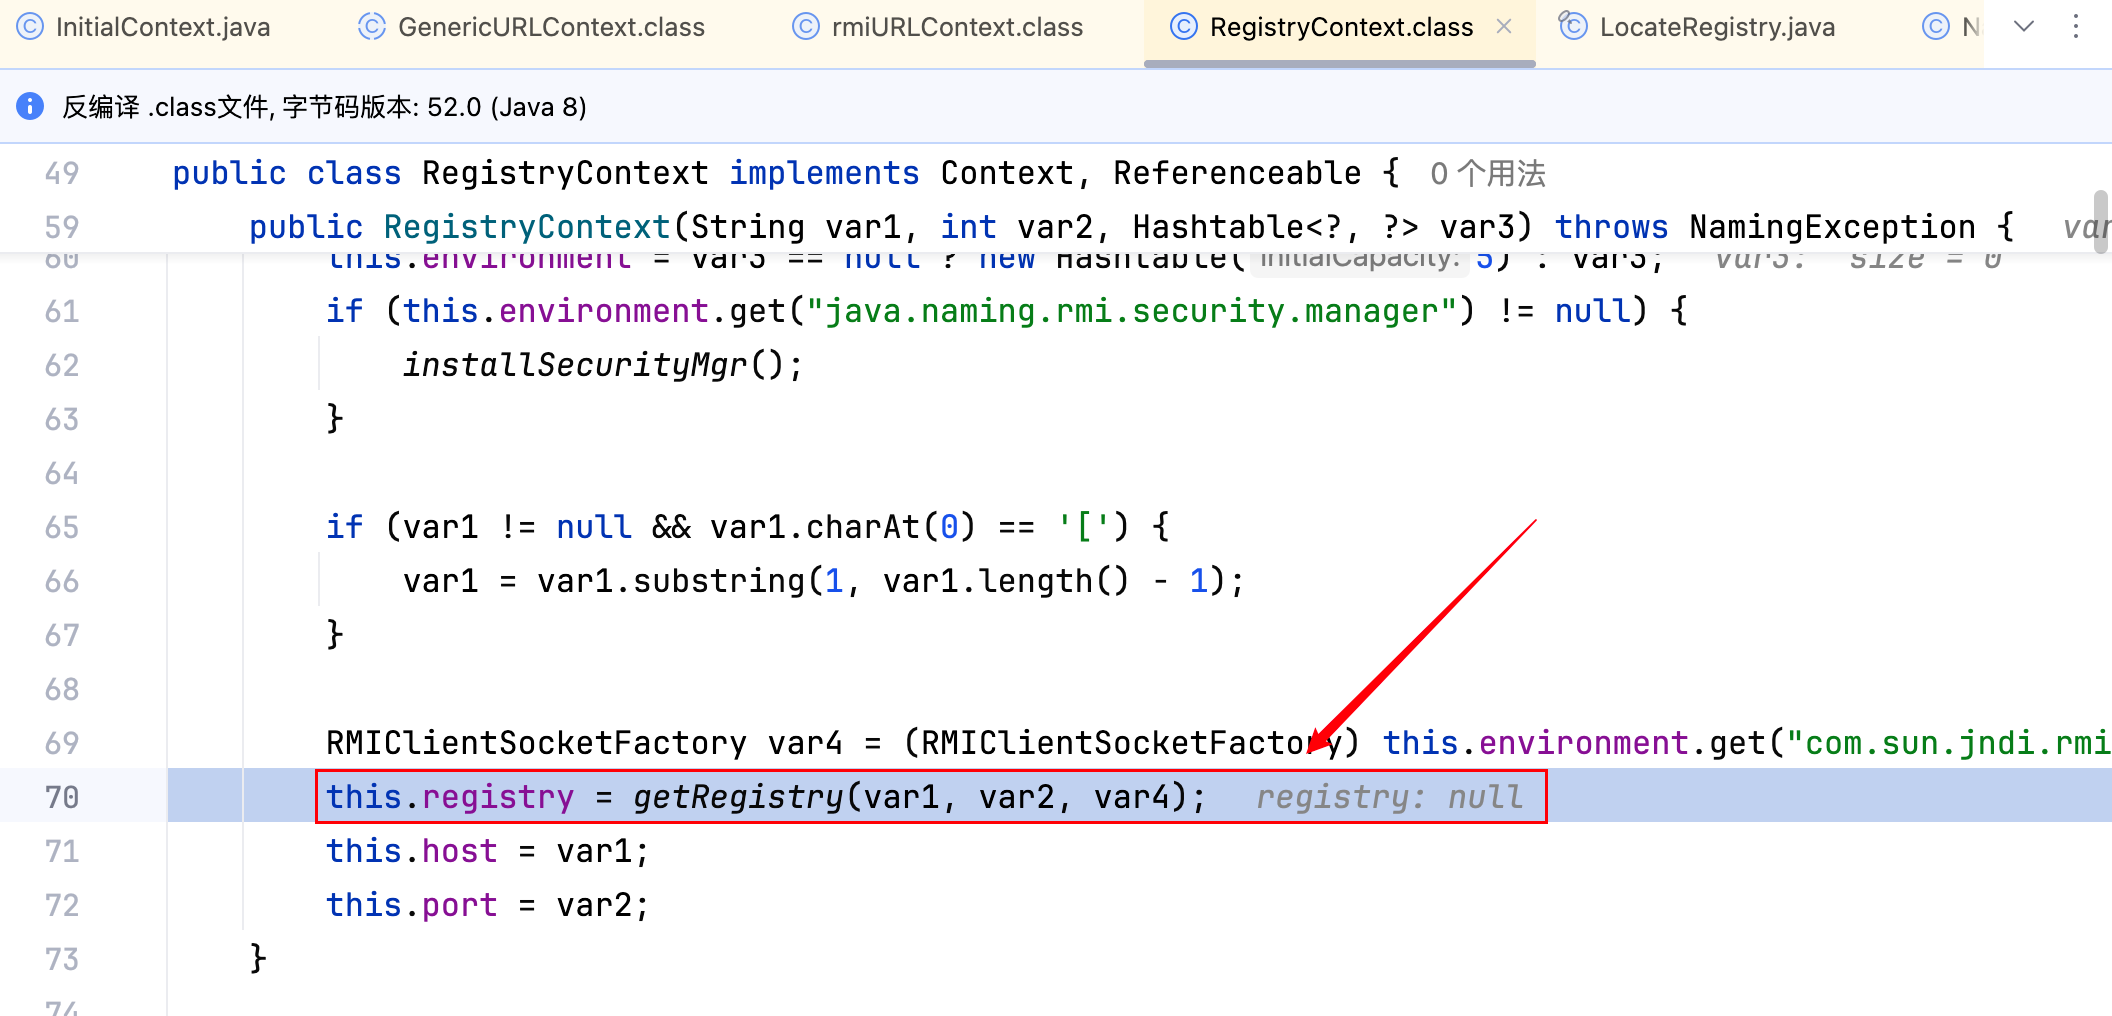 InitialContext.java GenericURLContext.class rmiURLContext.class RegistryContext.class LocateRegistry.java
反编译 .class文件, 字节码版本: 52.0 (Java 8)
49 public class RegistryContext implements Context, Referenceable { 0 个用法
59 public RegistryContext(String var1, int var2, Hashtable<?, ?> var3) throws NamingException { var
60 this.environment = var3 == null ? new Hashtable( initialCapacity: 5) : var3; var3: size = 0
61 if (this.environment.get("java.naming.rmi.security.manager") != null) {
62 installSecurityMgr();
63 }
64
65 if (var1 != null && var1.charAt(0) == '[') {
66 var1 = var1.substring(1, var1.length() - 1);
67 }
68
69 RMIClientSocketFactory var4 = (RMIClientSocketFactory) this.environment.get("com.sun.jndi.rmi
70 this.registry = getRegistry(var1, var2, var4); registry: null
71 this.host = var1;
72 this.port = var2;
73 }
74